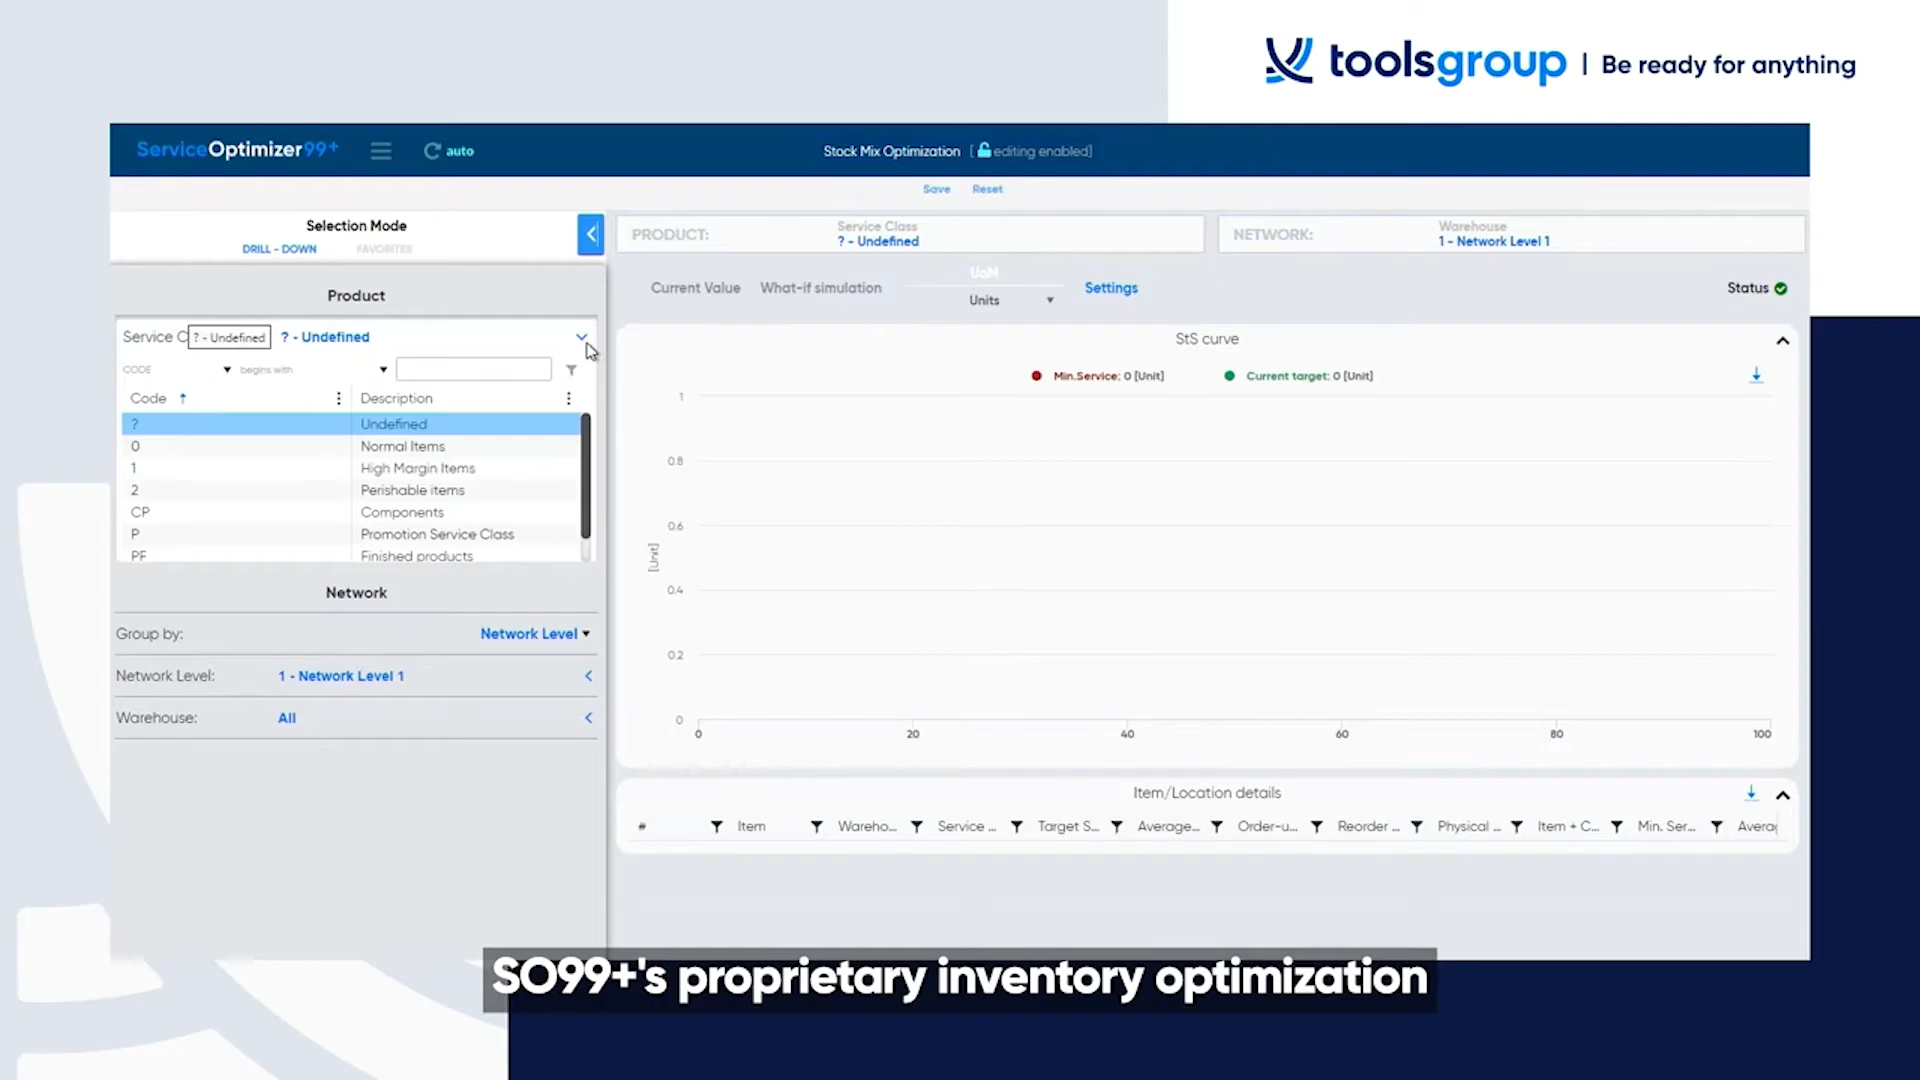 toolsgroup | Be ready for anything
ServiceOptimizer99+
auto
Stock Mix Optimization [ editing enabled]
Save Reset
Selection Mode
DRILL - DOWN FAVORITES
PRODUCT:
Service Class
? - Undefined
NETWORK:
Warehouse
1 - Network Level 1
Current Value What-if simulation
UoM
Units
Settings
Status
Product
Service C ? - Undefined ? - Undefined
CODE begins with
Code Description
? Undefined
0 Normal Items
1 High Margin Items
2 Perishable items
CP Components
P Promotion Service Class
PF Finished products
Network
Group by: Network Level
Network Level: 1 - Network Level 1
Warehouse: All
StS curve
Min.Service: 0 [Unit] Current target: 0 [Unit]
1
0.8
0.6
[Unit]
0.4
0.2
0
0 20 40 60 80 100
Item/Location details
# Item Wareho... Service ... Target S... Average... Order-u... Reorder ... Physical ... Item + C... Min. Ser... Averag
SO99+'s proprietary inventory optimization